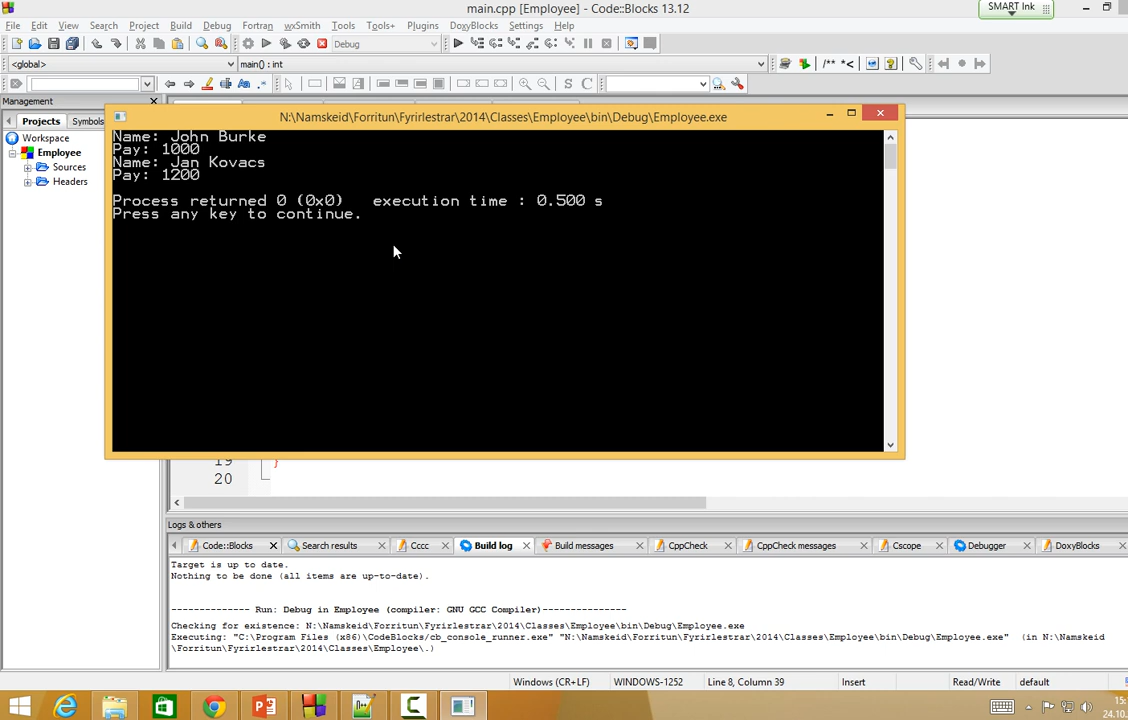 main.cpp [Employee] - Code::Blocks 13.12
SMART Ink
File Edit View Search Project Build Debug Fortran wxSmith Tools Tools+ Plugins DoxyBlocks Settings Help
Debug
<global> main() : int
/** *<
Aa .* S C
Management
Projects Symbols
Workspace
Employee
Sources
Headers
N:\Namskeid\Forritun\Fyrirlestrar\2014\Classes\Employee\bin\Debug\Employee.exe
Name: John Burke
Pay: 1000
Name: Jan Kovacs
Pay: 1200
Process returned 0 (0x0)   execution time : 0.500 s
Press any key to continue.
19 }
20
Logs & others
Code::Blocks Search results Cccc Build log Build messages CppCheck CppCheck messages Cscope Debugger DoxyBlocks
Target is up to date.
Nothing to be done (all items are up-to-date).
-------------- Run: Debug in Employee (compiler: GNU GCC Compiler)---------------
Checking for existence: N:\Namskeid\Forritun\Fyrirlestrar\2014\Classes\Employee\bin\Debug\Employee.exe
Executing: "C:\Program Files (x86)\CodeBlocks/cb_console_runner.exe" "N:\Namskeid\Forritun\Fyrirlestrar\2014\Classes\Employee\bin\Debug\Employee.exe"  (in N:\Namskeid
\Forritun\Fyrirlestrar\2014\Classes\Employee\.)
Windows (CR+LF) WINDOWS-1252 Line 8, Column 39 Insert Read/Write default
15:
24.10.